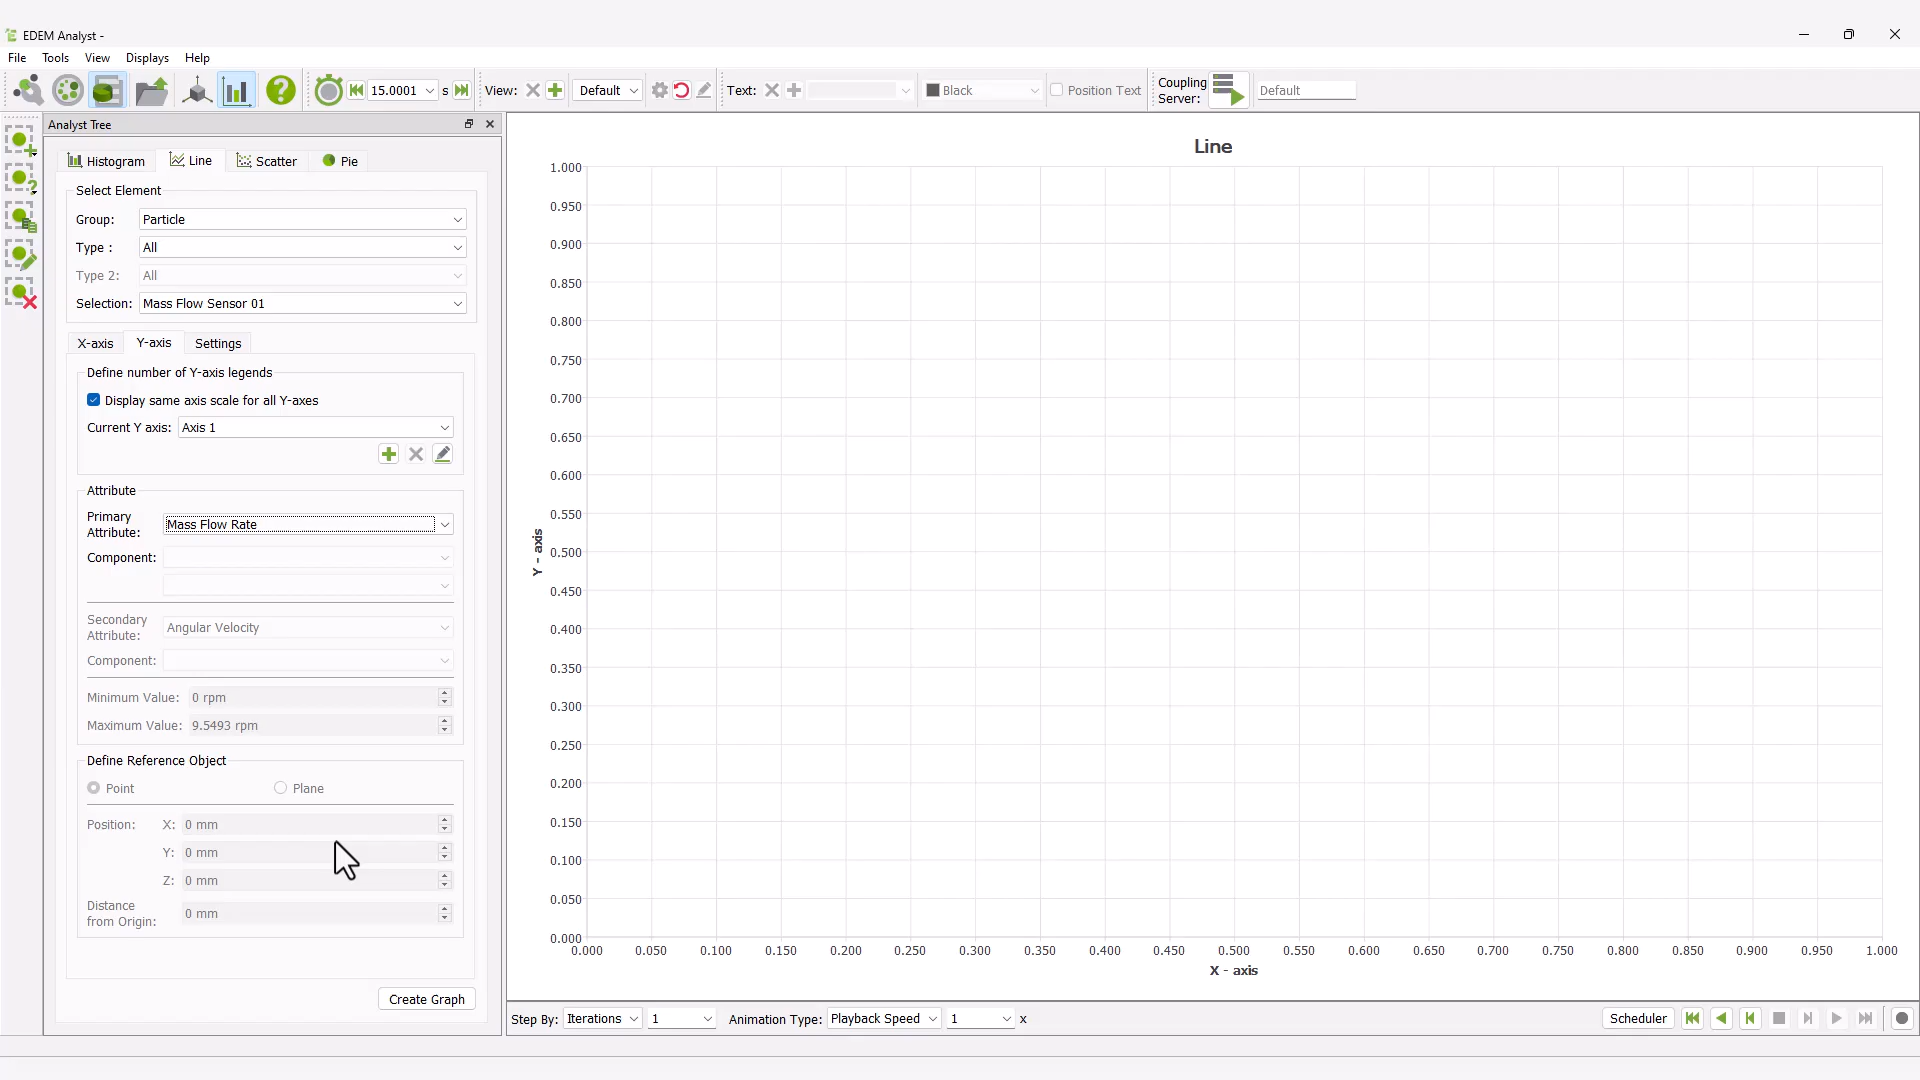 EDEM Analyst -
File Tools View Displays Help
15.0001 s View: Default Text: Black Position Text Coupling Server: Default
Analyst Tree
Histogram Line Scatter Pie
Select Element
Group: Particle
Type : All
Type 2: All
Selection: Mass Flow Sensor 01
X-axis Y-axis Settings
Define number of Y-axis legends
Display same axis scale for all Y-axes
Current Y axis: Axis 1
Attribute
Primary Attribute: Mass Flow Rate
Component:
Secondary Attribute: Angular Velocity
Component:
Minimum Value: 0 rpm
Maximum Value: 9.5493 rpm
Define Reference Object
Point Plane
Position: X: 0 mm
Y: 0 mm
Z: 0 mm
Distance from Origin: 0 mm
Create Graph
Line
1.000
0.950
0.900
0.850
0.800
0.750
0.700
0.650
0.600
0.550
0.500
0.450
0.400
0.350
0.300
0.250
0.200
0.150
0.100
0.050
0.000
Y - axis
0.000 0.050 0.100 0.150 0.200 0.250 0.300 0.350 0.400 0.450 0.500 0.550 0.600 0.650 0.700 0.750 0.800 0.850 0.900 0.950 1.000
X - axis
Step By: Iterations 1 Animation Type: Playback Speed 1 x Scheduler